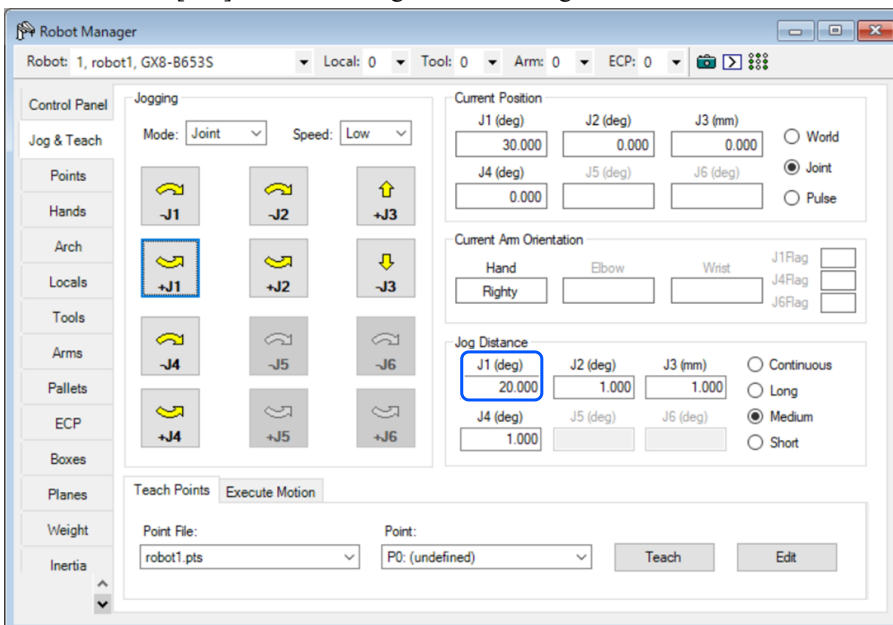 Robot Manager
Robot: 1, robot1, GX8-B653S Local: 0 Tool: 0 Arm: 0 ECP: 0
Control Panel
Jog & Teach
Points
Hands
Arch
Locals
Tools
Arms
Pallets
ECP
Boxes
Planes
Weight
Inertia
Jogging
Mode: Joint Speed: Low
-J1 -J2 +J3
+J1 +J2 -J3
-J4 -J5 -J6
+J4 +J5 +J6
Current Position
J1 (deg) J2 (deg) J3 (mm)
30.000 0.000 0.000
J4 (deg) J5 (deg) J6 (deg)
0.000
World
Joint
Pulse
Current Arm Orientation
Hand Elbow Wrist
Righty
J1Flag
J4Flag
J6Flag
Jog Distance
J1 (deg) J2 (deg) J3 (mm)
20.000 1.000 1.000
J4 (deg) J5 (deg) J6 (deg)
1.000
Continuous
Long
Medium
Short
Teach Points Execute Motion
Point File: Point:
robot1.pts P0: (undefined) Teach Edit